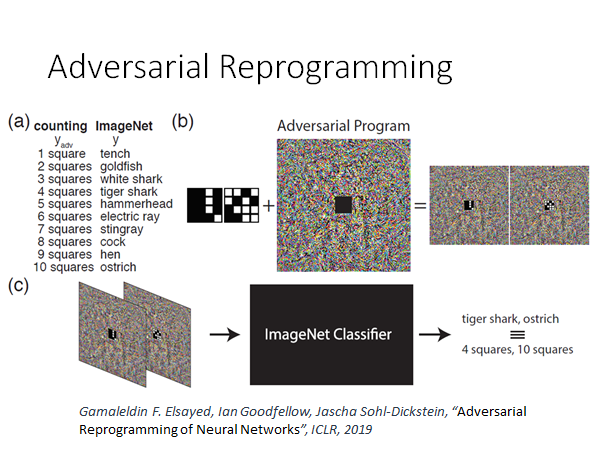 Adversarial Reprogramming
(a) counting ImageNet
y_adv y
1 square tench
2 squares goldfish
3 squares white shark
4 squares tiger shark
5 squares hammerhead
6 squares electric ray
7 squares stingray
8 squares cock
9 squares hen
10 squares ostrich
(b)
Adversarial Program
+ =
(c)
ImageNet Classifier
tiger shark, ostrich
≡
4 squares, 10 squares
Gamaleldin F. Elsayed, Ian Goodfellow, Jascha Sohl-Dickstein, “Adversarial
Reprogramming of Neural Networks”, ICLR, 2019